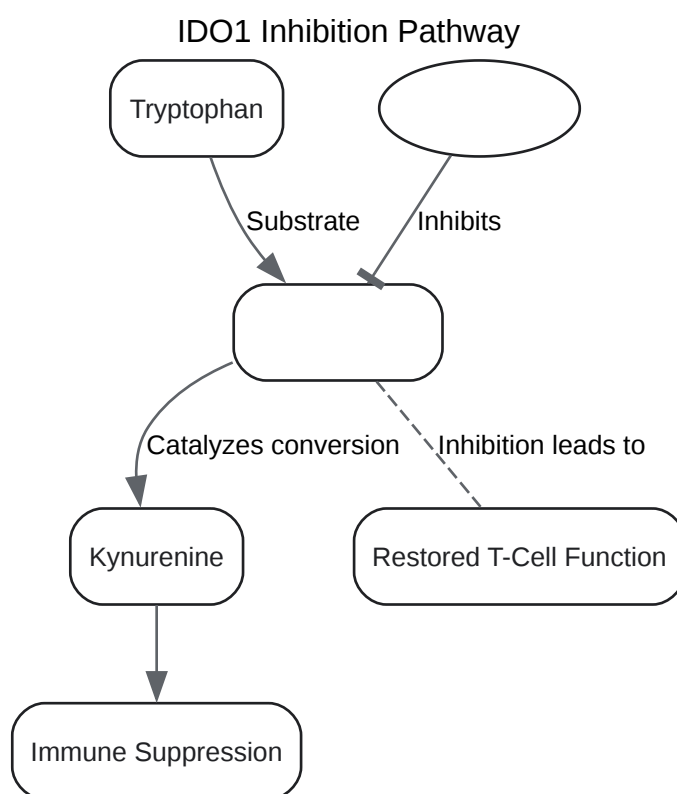 IDO1 Inhibition Pathway
Tryptophan
Substrate
Inhibits
Catalyzes conversion
Inhibition leads to
Kynurenine
Restored T-Cell Function
Immune Suppression